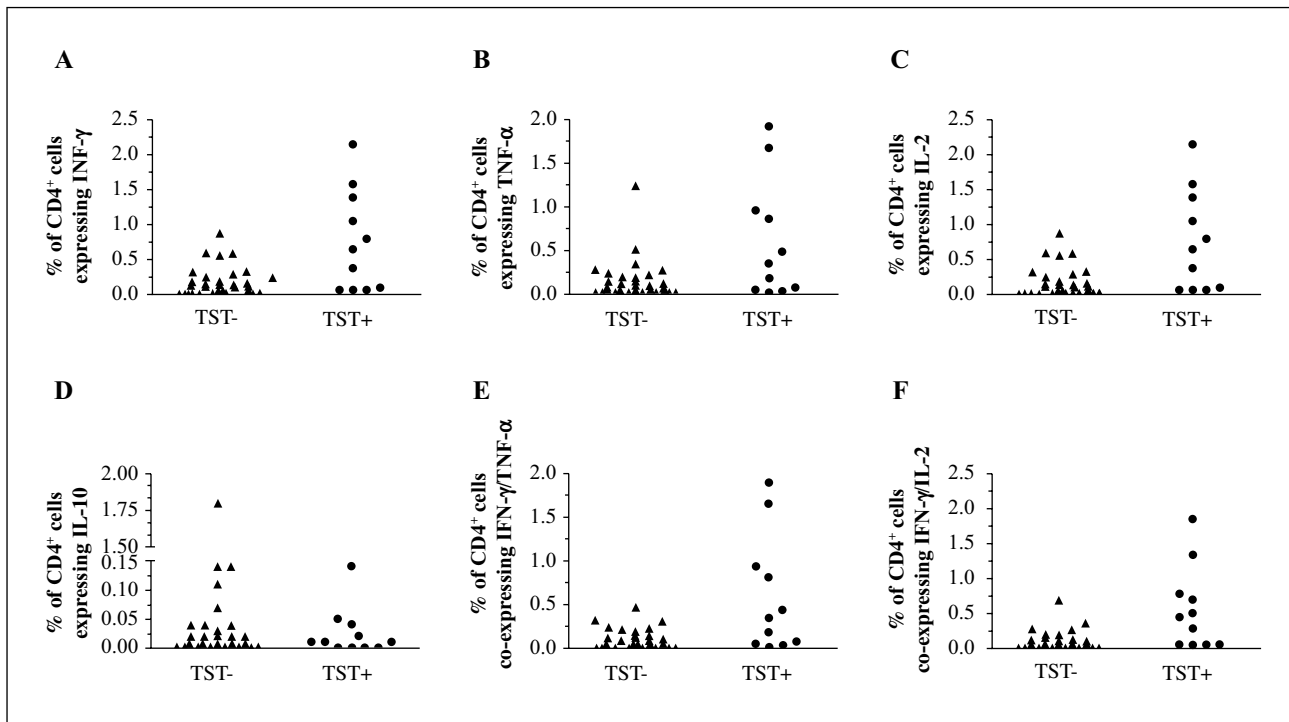 A
% of CD4⁺ cells
expressing INF-γ
2.5
2.0
1.5
1.0
0.5
0.0
TST-
TST+
B
% of CD4⁺ cells
expressing TNF-α
2.0
1.5
1.0
0.5
0.0
TST-
TST+
C
% of CD4⁺ cells
expressing IL-2
2.5
2.0
1.5
1.0
0.5
0.0
TST-
TST+
D
% of CD4⁺ cells
expressing IL-10
2.00
1.75
1.50
0.15
0.10
0.05
0.00
TST-
TST+
E
% of CD4⁺ cells
co-expressing IFN-γ/TNF-α
2.0
1.5
1.0
0.5
0.0
TST-
TST+
F
% of CD4⁺ cells
co-expressing IFN-γ/IL-2
0.5
2.5
2.0
1.5
1.0
0.5
0.0
TST-
TST+